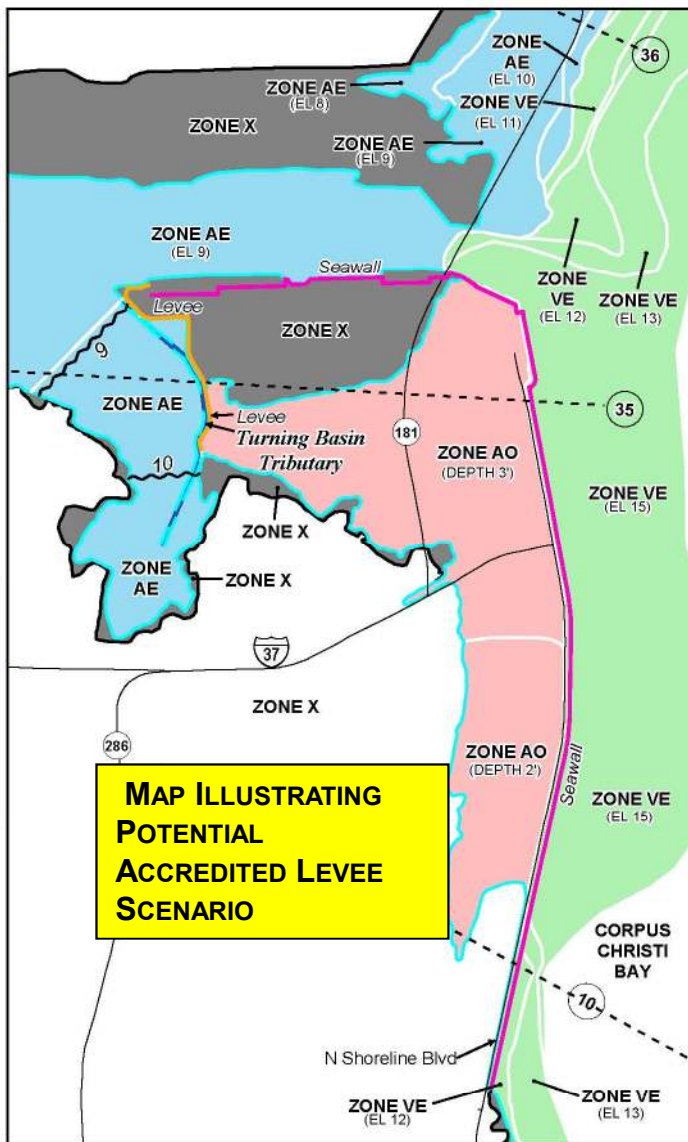 ZONE
AE
(EL 10)
36
ZONE AE
(EL 8)
ZONE VE
(EL 11)
ZONE X
ZONE AE
(EL 9)
ZONE AE
(EL 9)
Seawall
ZONE
VE
(EL 12)
ZONE VE
(EL 13)
Levee
ZONE X
9
ZONE AE
35
Levee
Turning Basin
Tributary
181
ZONE AO
(DEPTH 3')
10
ZONE VE
(EL 15)
ZONE X
ZONE
AE
ZONE X
37
ZONE X
286
ZONE AO
(DEPTH 2')
Seawall
MAP ILLUSTRATING
POTENTIAL
ACCREDITED LEVEE
SCENARIO
ZONE VE
(EL 15)
CORPUS
CHRISTI
BAY
10
N Shoreline Blvd
ZONE VE
(EL 12)
ZONE VE
(EL 13)